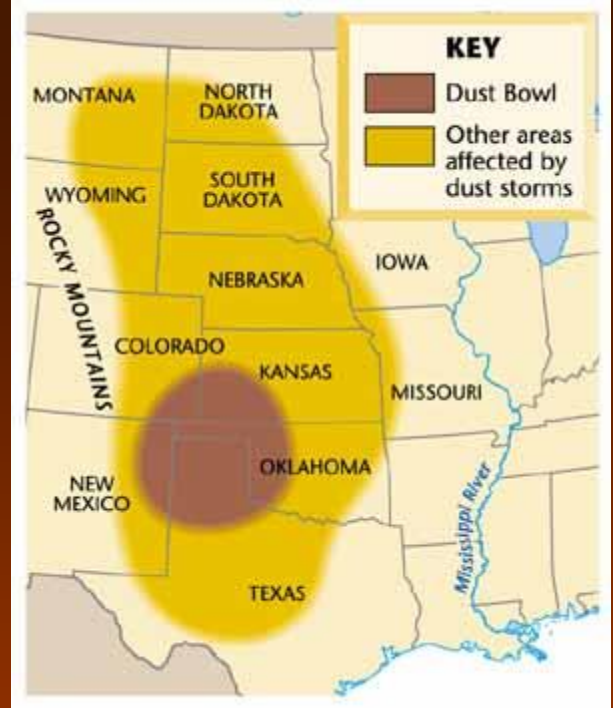 KEY
Dust Bowl
Other areas
affected by
dust storms
MONTANA
NORTH
DAKOTA
SOUTH
DAKOTA
WYOMING
ROCKY MOUNTAINS
NEBRASKA
IOWA
COLORADO
KANSAS
MISSOURI
OKLAHOMA
NEW
MEXICO
TEXAS
Mississippi River